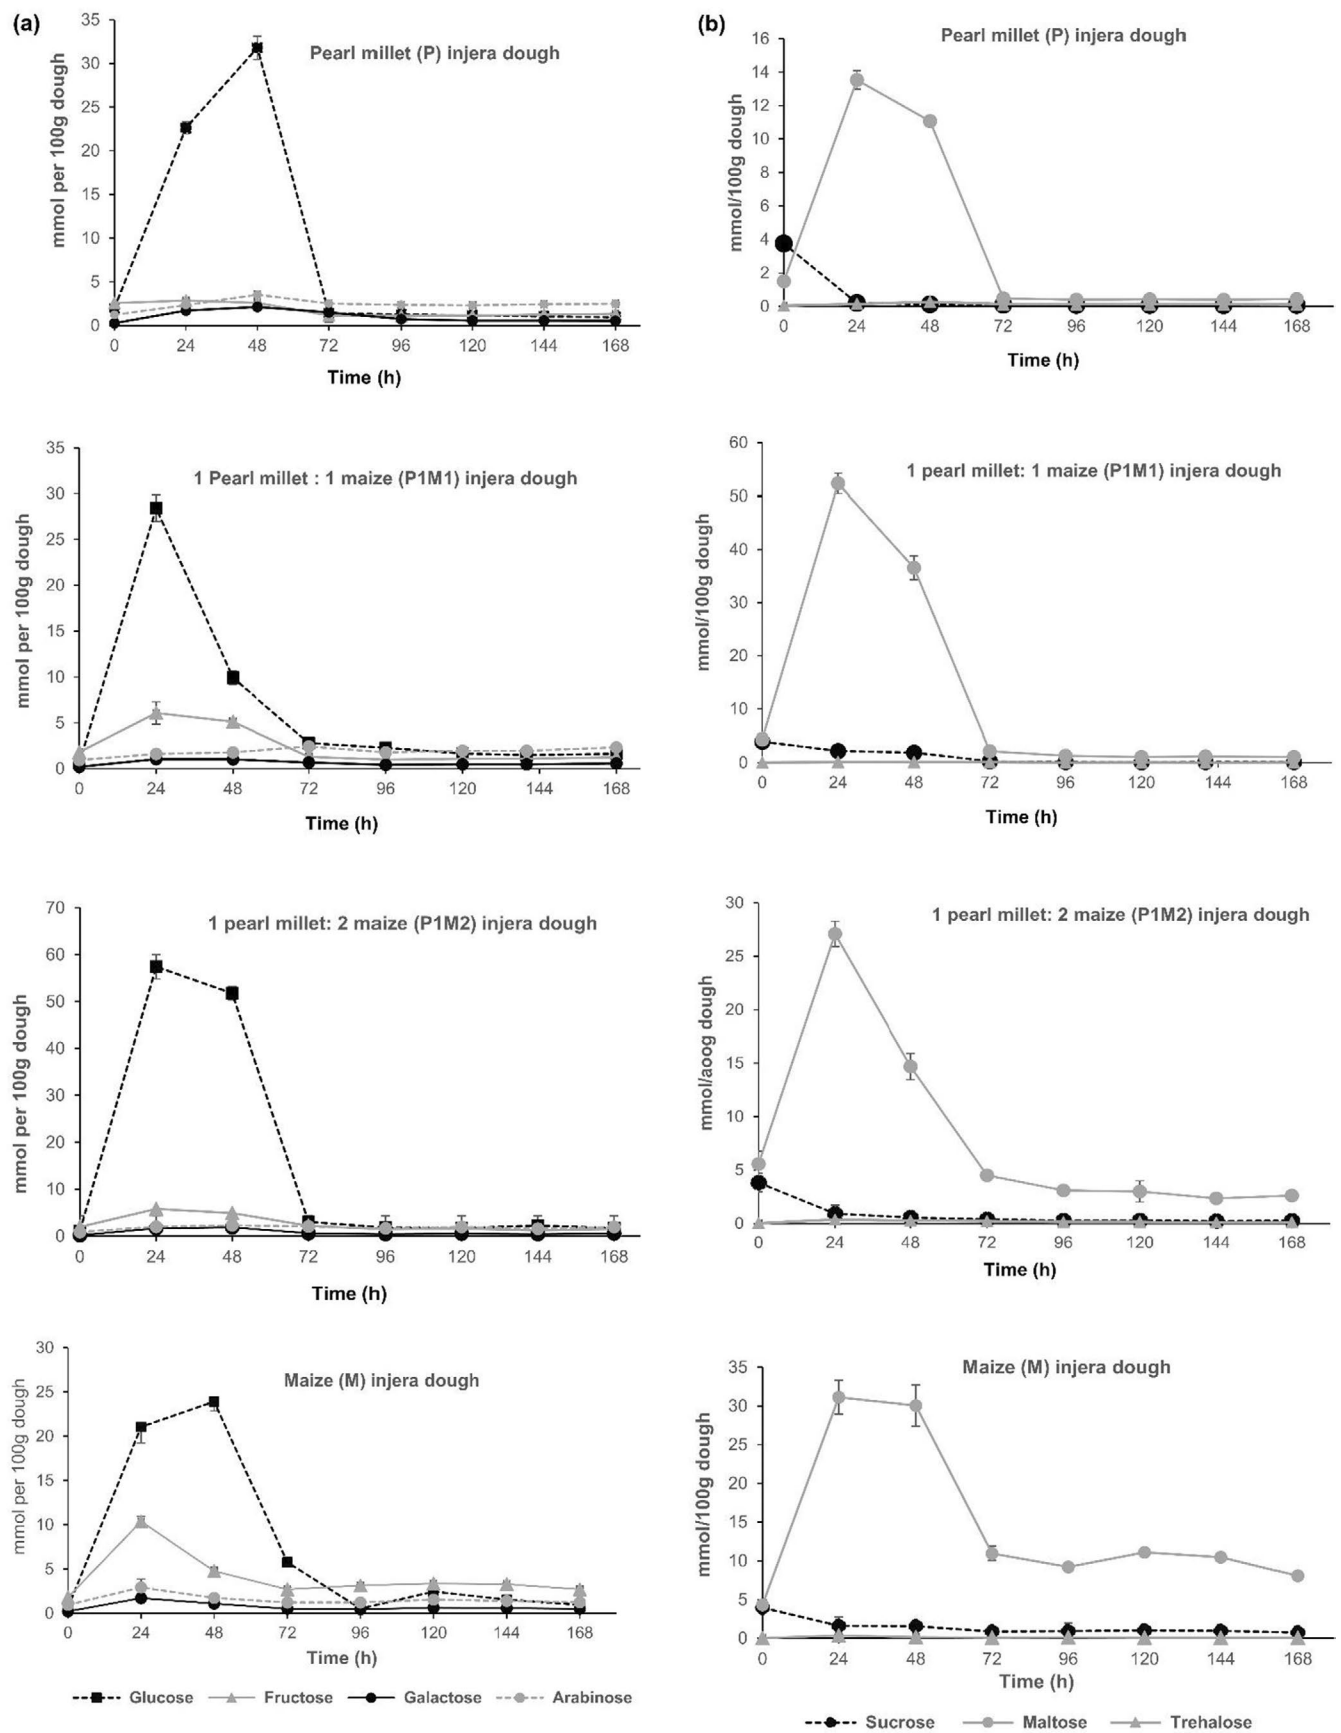 (a)
Pearl millet (P) injera dough
mmol per 100g dough
35
30
25
20
15
10
5
0
0 24 48 72 96 120 144 168
Time (h)
(b)
Pearl millet (P) injera dough
mmol/100g dough
16
14
12
10
8
6
4
2
0
0 24 48 72 96 120 144 168
Time (h)
1 Pearl millet : 1 maize (P1M1) injera dough
mmol per 100g dough
35
30
25
20
15
10
5
0
0 24 48 72 96 120 144 168
Time (h)
1 pearl millet: 1 maize (P1M1) injera dough
mmol/100g dough
60
50
40
30
20
10
0
0 24 48 72 96 120 144 168
Time (h)
1 pearl millet: 2 maize (P1M2) injera dough
mmol per 100g dough
70
60
50
40
30
20
10
0
0 24 48 72 96 120 144 168
Time (h)
1 pearl millet: 2 maize (P1M2) injera dough
mmol/aoog dough
30
25
20
15
10
5
0
0 24 48 72 96 120 144 168
Time (h)
Maize (M) injera dough
mmol per 100g dough
30
25
20
15
10
5
0
0 24 48 72 96 120 144 168
Time (h)
Glucose Fructose Galactose Arabinose
Maize (M) injera dough
mmol/100g dough
35
30
25
20
15
10
5
0
0 24 48 72 96 120 144 168
Time (h)
Sucrose Maltose Trehalose